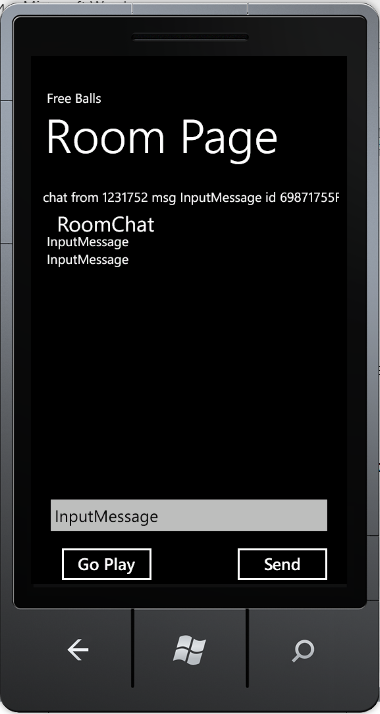 Free Balls
Room Page
chat from 1231752 msg InputMessage id 69871755F
RoomChat
InputMessage
InputMessage
InputMessage
Go Play
Send